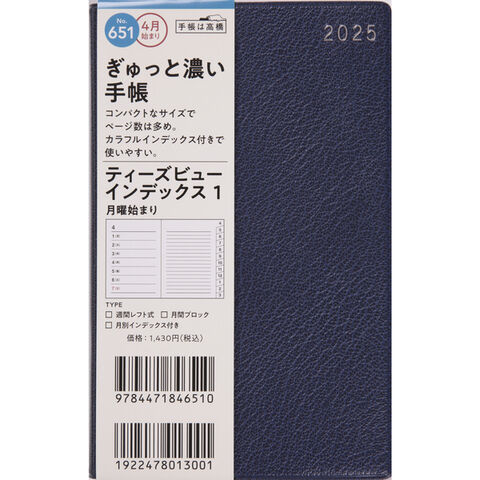 No.
651
4月
始まり
手帳は高橋
2025
ぎゅっと濃い
手帳
コンパクトなサイズで
ページ数は多め。
カラフルインデックス付きで
使いやすい。
ティーズビュー
インデックス 1
月曜始まり
4
TYPE
週間レフト式 月間ブロック
月別インデックス付き
価格：1,430円（税込）
9784471846510
1922478013001